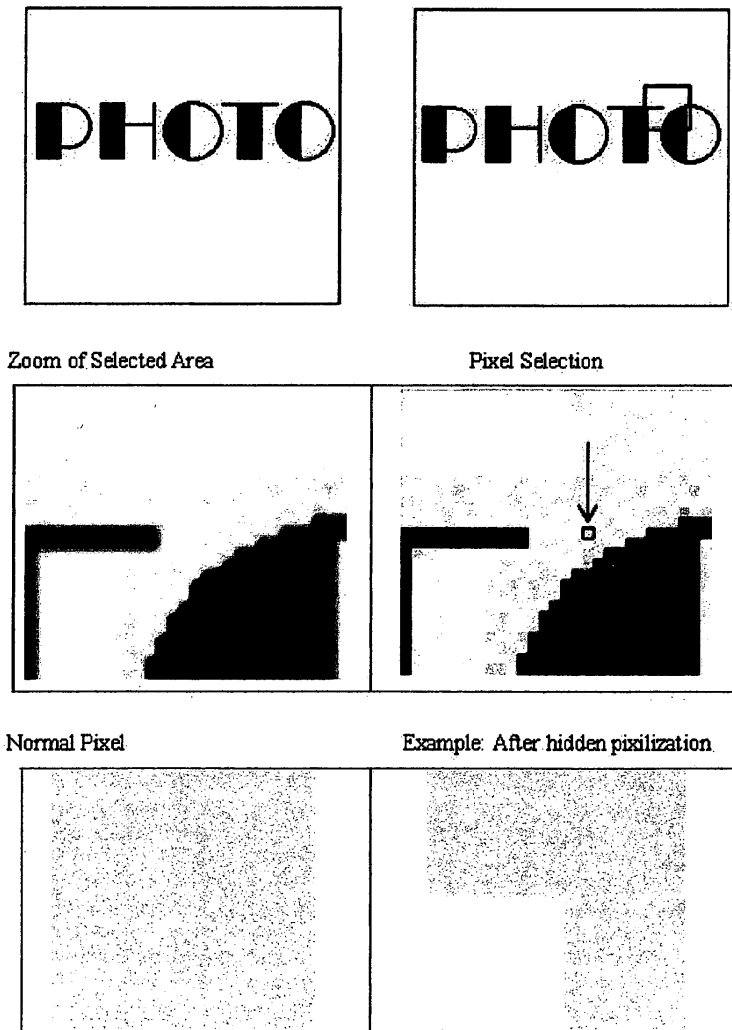 PHOTO
PHOTO
Zoom of Selected Area
Pixel Selection
Normal Pixel
Example: After hidden pixilization